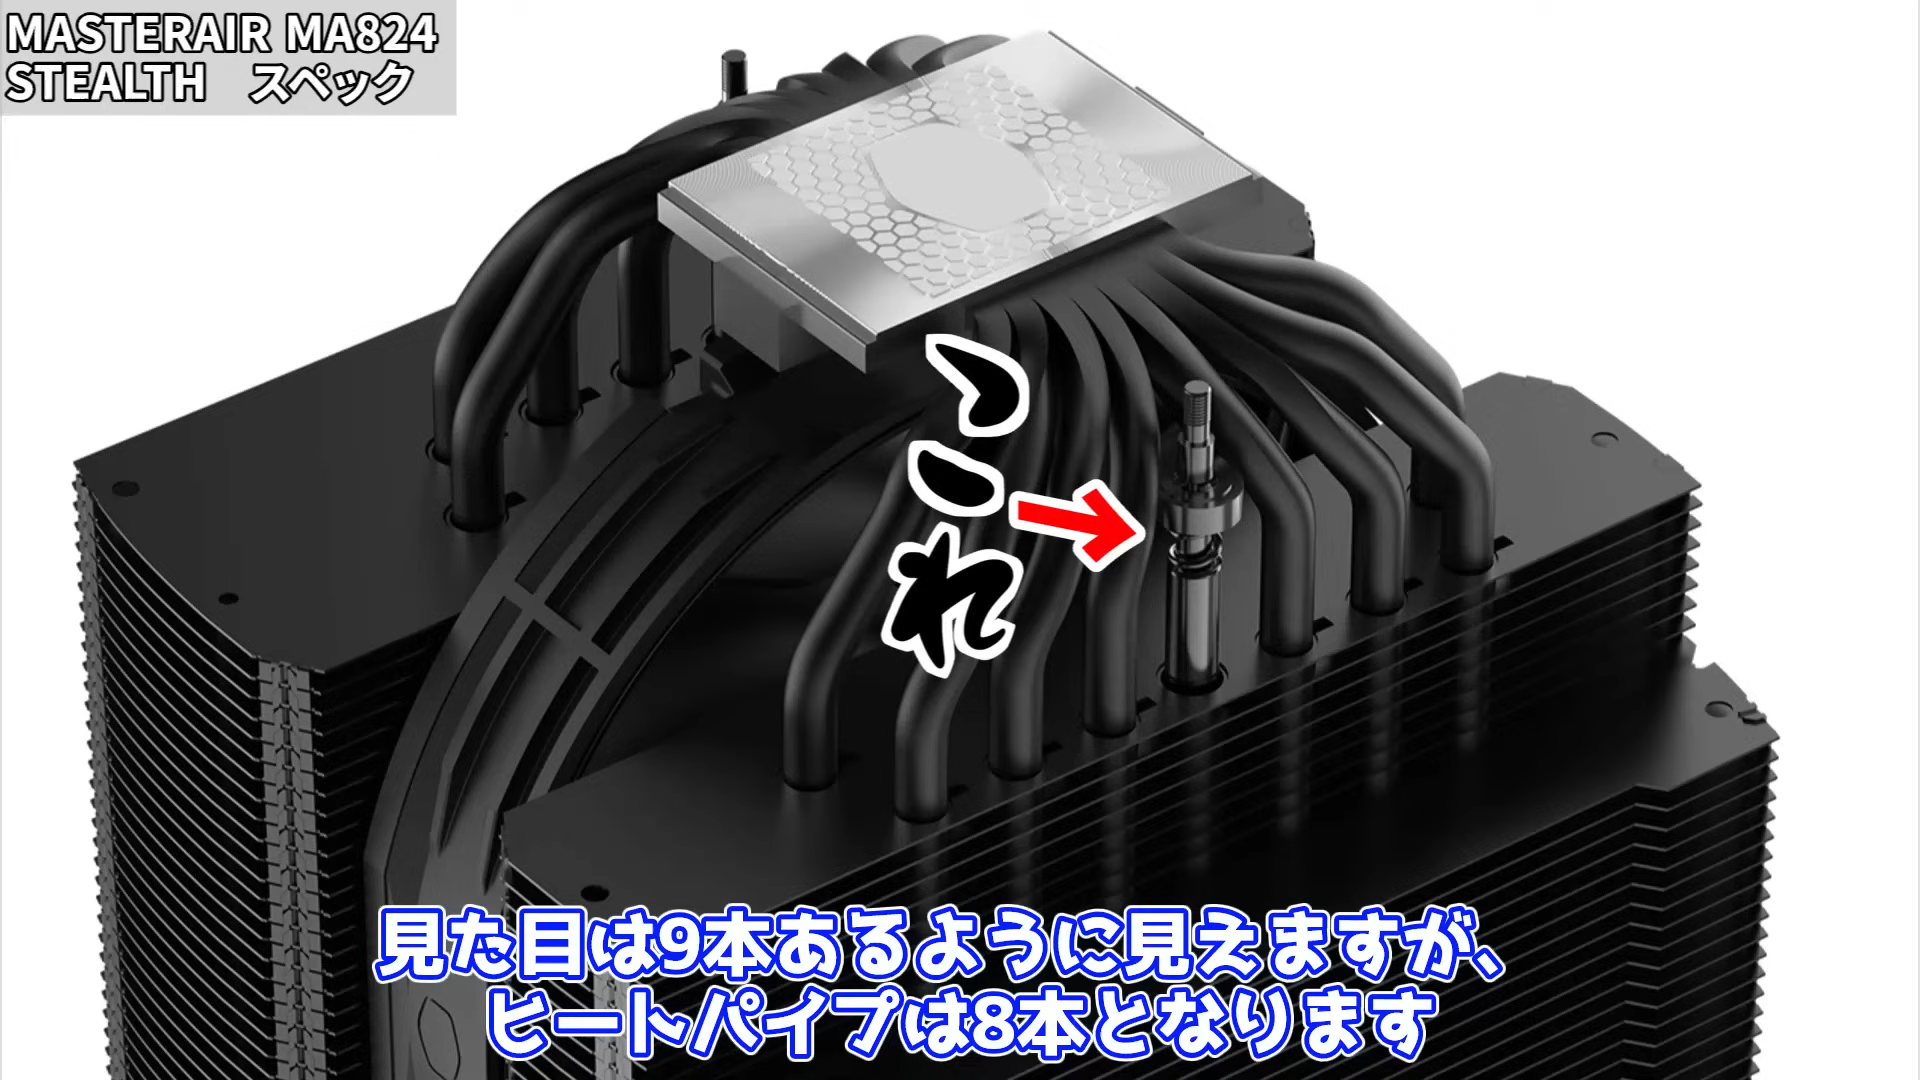 MASTERAIR MA824
STEALTH スペック
これ
見た目は9本あるように見えますが、
ヒートパイプは8本となります